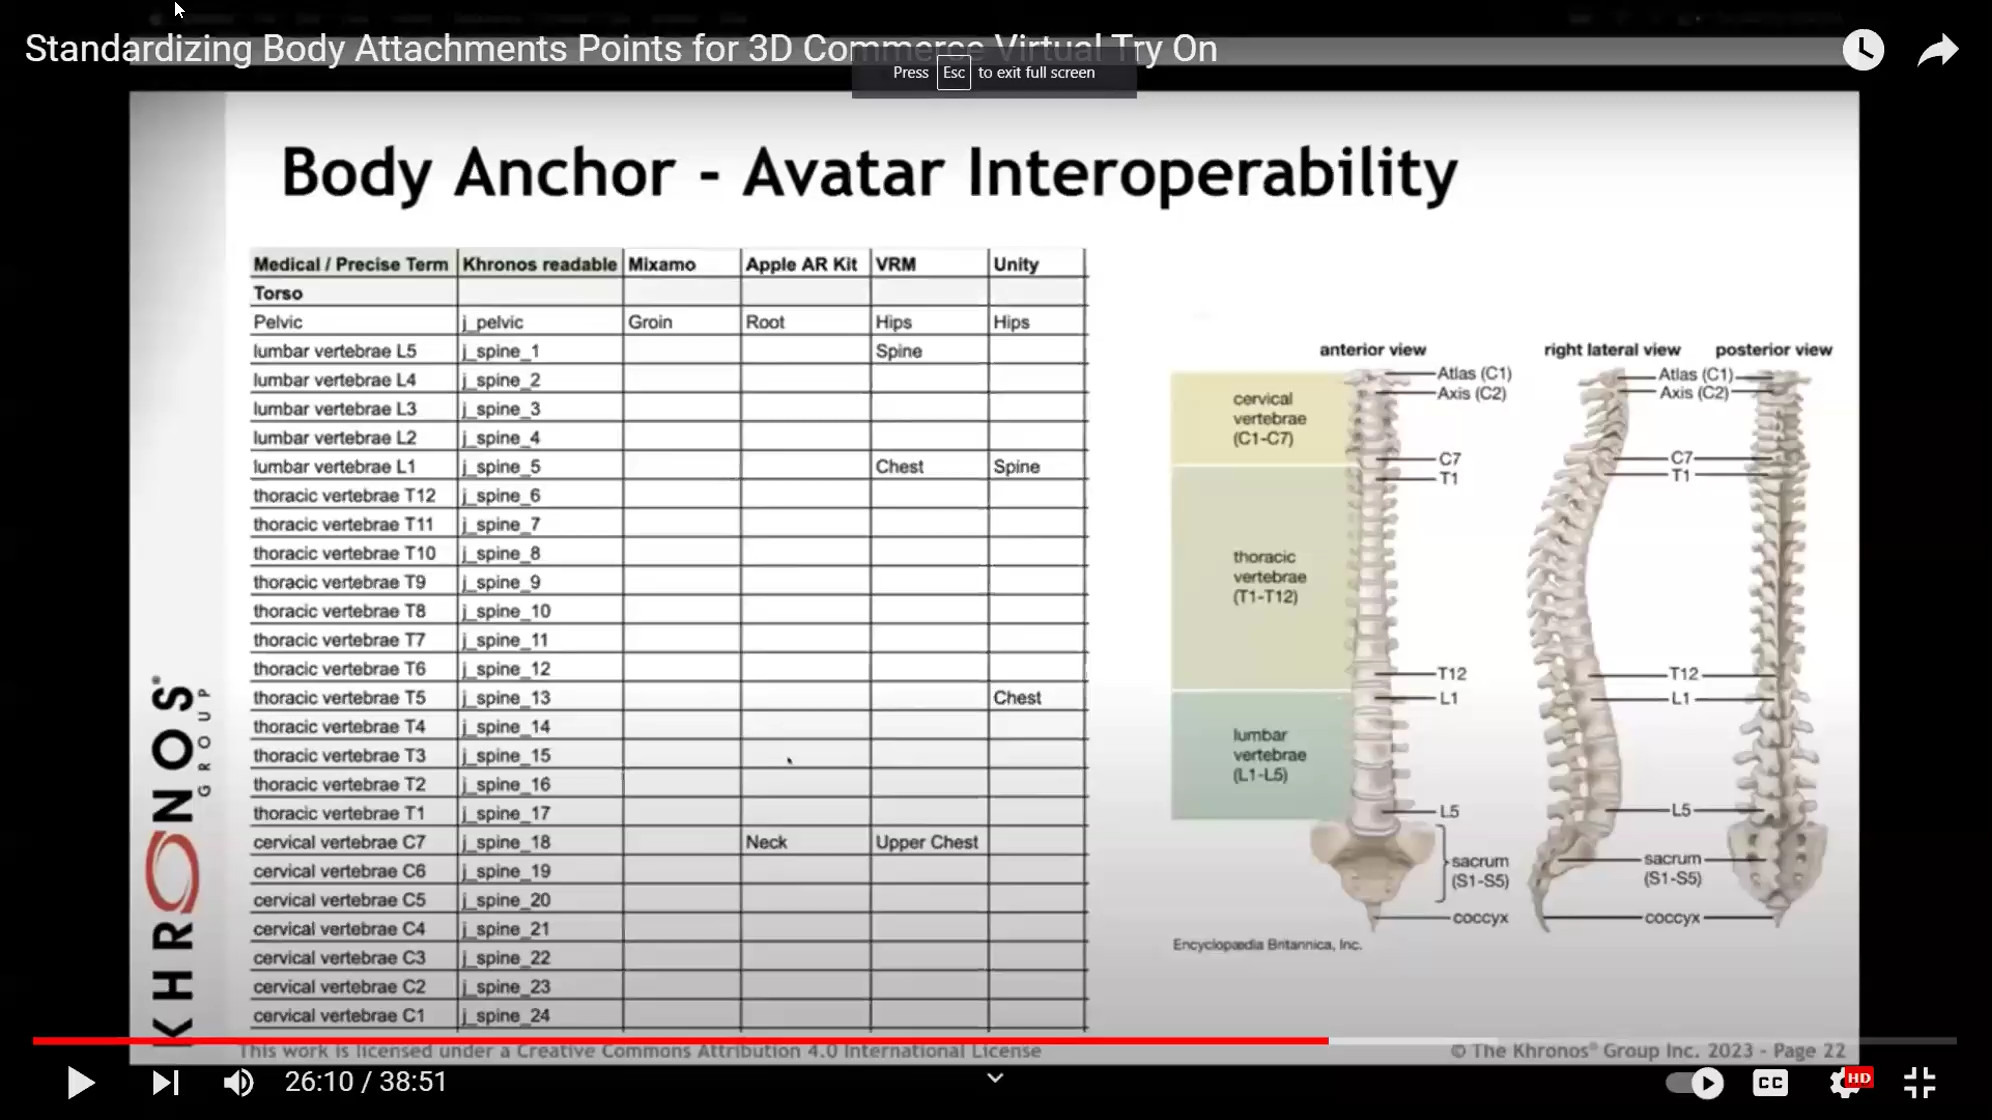 Standardizing Body Attachments Points for 3D Commerce Virtual Try On
Press Esc to exit full screen
Body Anchor - Avatar Interoperability
Medical / Precise Term Khronos readable Mixamo Apple AR Kit VRM Unity
Torso
Pelvic j_pelvic Groin Root Hips Hips
lumbar vertebrae L5 j_spine_1 Spine
lumbar vertebrae L4 j_spine_2
lumbar vertebrae L3 j_spine_3
lumbar vertebrae L2 j_spine_4
lumbar vertebrae L1 j_spine_5 Chest Spine
thoracic vertebrae T12 j_spine_6
thoracic vertebrae T11 j_spine_7
thoracic vertebrae T10 j_spine_8
thoracic vertebrae T9 j_spine_9
thoracic vertebrae T8 j_spine_10
thoracic vertebrae T7 j_spine_11
thoracic vertebrae T6 j_spine_12
thoracic vertebrae T5 j_spine_13 Chest
thoracic vertebrae T4 j_spine_14
thoracic vertebrae T3 j_spine_15
thoracic vertebrae T2 j_spine_16
thoracic vertebrae T1 j_spine_17
cervical vertebrae C7 j_spine_18 Neck Upper Chest
cervical vertebrae C6 j_spine_19
cervical vertebrae C5 j_spine_20
cervical vertebrae C4 j_spine_21
cervical vertebrae C3 j_spine_22
cervical vertebrae C2 j_spine_23
cervical vertebrae C1 j_spine_24
anterior view right lateral view posterior view
cervical
vertebrae
(C1-C7)
thoracic
vertebrae
(T1-T12)
lumbar
vertebrae
(L1-L5)
Atlas (C1)
Axis (C2)
C7
T1
T12
L1
L5
sacrum
(S1-S5)
coccyx
Atlas (C1)
Axis (C2)
C7
T1
T12
L1
L5
sacrum
(S1-S5)
coccyx
Encyclopædia Britannica, Inc.
KHRONOS®
GROUP
This work is licensed under a Creative Commons Attribution 4.0 International License
© The Khronos® Group Inc. 2023 - Page 22
26:10 / 38:51
CC
HD